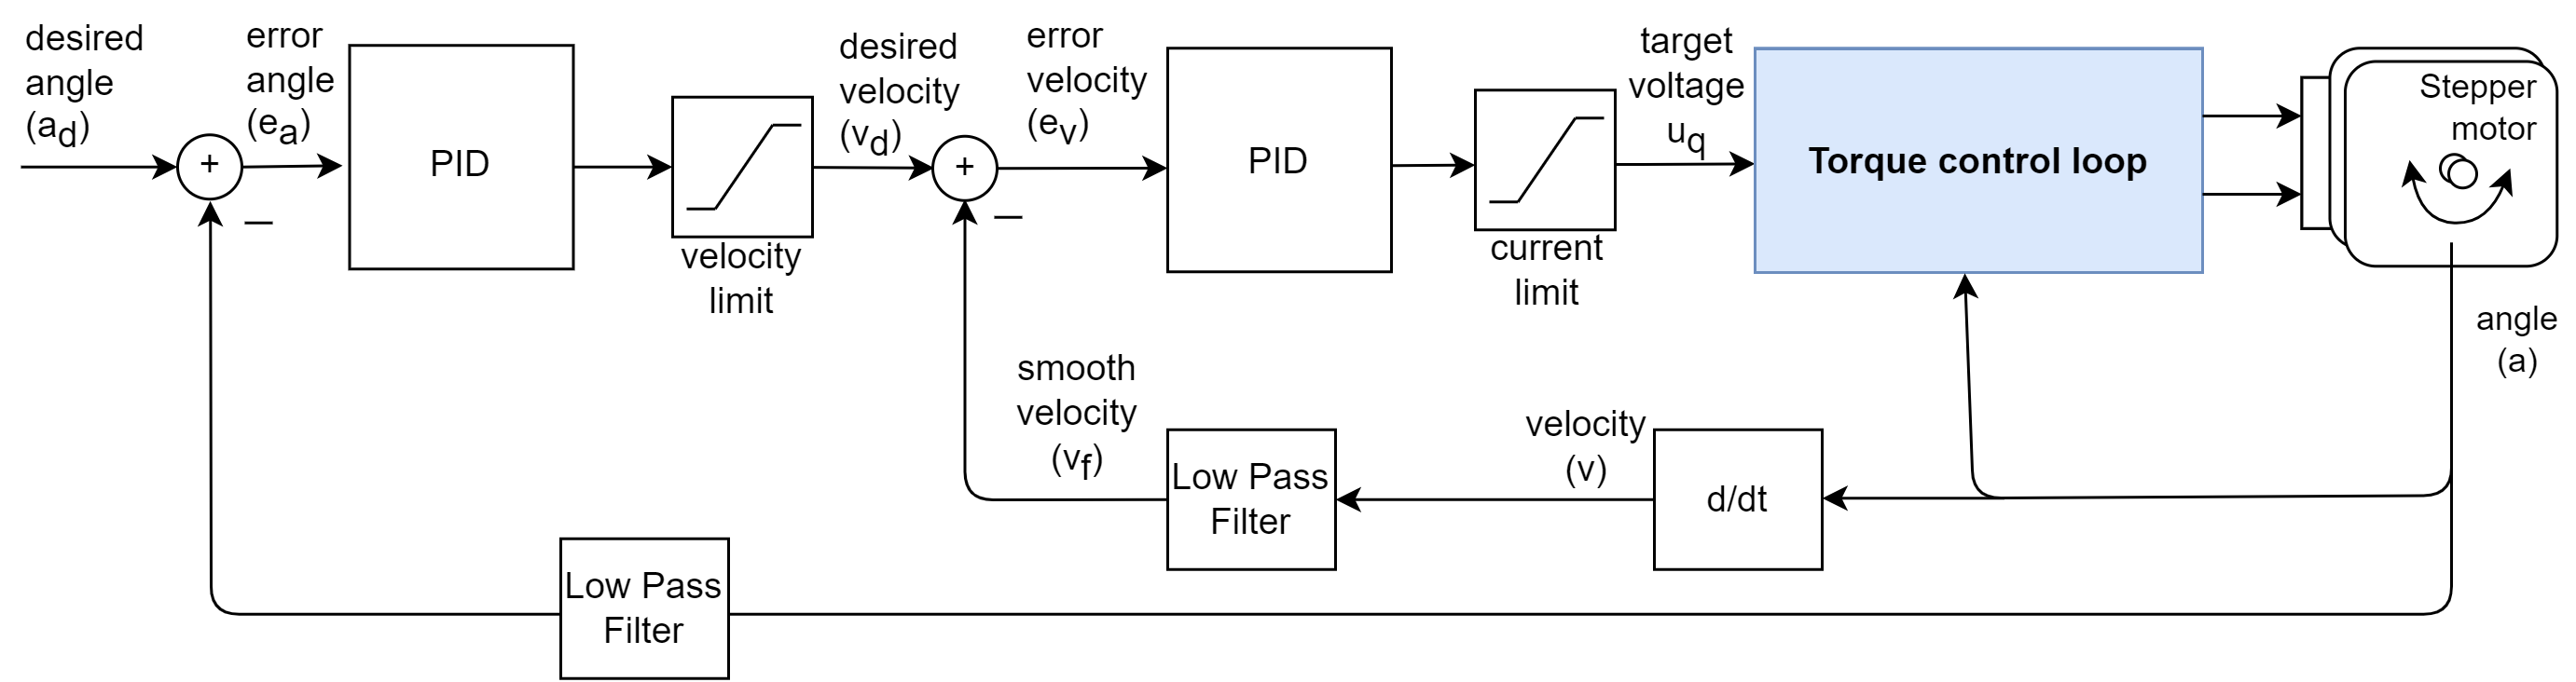 desired
angle
(a_d)
error
angle
(e_a)
+
−
PID
velocity
limit
desired
velocity
(v_d)
error
velocity
(e_v)
+
−
PID
current
limit
target
voltage
u_q
Torque control loop
Stepper
motor
angle
(a)
smooth
velocity
(v_f)
Low Pass
Filter
velocity
(v)
d/dt
Low Pass
Filter